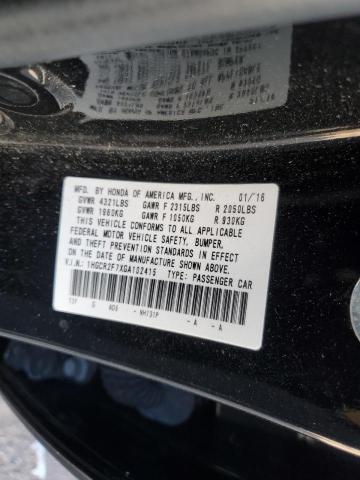 MFD. BY HONDA OF AMERICA MFG., INC. 01/16
GVWR 4321LBS GAWR F 2315LBS R 2050LBS
GVWR 1960KG GAWR F 1050KG R 930KG
THIS VEHICLE CONFORMS TO ALL APPLICABLE
FEDERAL MOTOR VEHICLE SAFETY, BUMPER,
AND THEFT PREVENTION STANDARDS IN EFFECT
ON THE DATE OF MANUFACTURE SHOWN ABOVE.
V.I.N.: 1HGCR2F7XGA102415 TYPE: PASSENGER CAR
G - NH731P - A - A